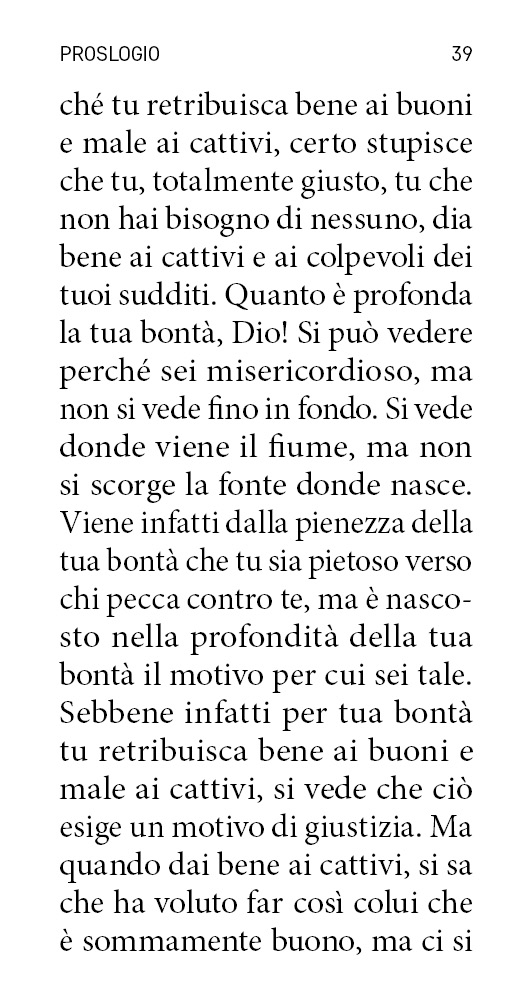 PROSLOGIO 39
ché tu retribuisca bene ai buoni
e male ai cattivi, certo stupisce
che tu, totalmente giusto, tu che
non hai bisogno di nessuno, dia
bene ai cattivi e ai colpevoli dei
tuoi sudditi. Quanto è profonda
la tua bontà, Dio! Si può vedere
perché sei misericordioso, ma
non si vede fino in fondo. Si vede
donde viene il fiume, ma non
si scorge la fonte donde nasce.
Viene infatti dalla pienezza della
tua bontà che tu sia pietoso verso
chi pecca contro te, ma è nasco-
sto nella profondità della tua
bontà il motivo per cui sei tale.
Sebbene infatti per tua bontà
tu retribuisca bene ai buoni e
male ai cattivi, si vede che ciò
esige un motivo di giustizia. Ma
quando dai bene ai cattivi, si sa
che ha voluto far così colui che
è sommamente buono, ma ci si